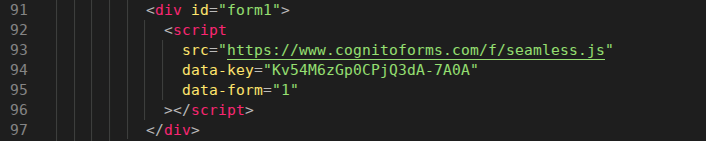 91 <div id="form1">
92 <script
93 src="https://www.cognitoforms.com/f/seamless.js"
94 data-key="Kv54M6zGp0CPjQ3dA-7A0A"
95 data-form="1"
96 ></script>
97 </div>